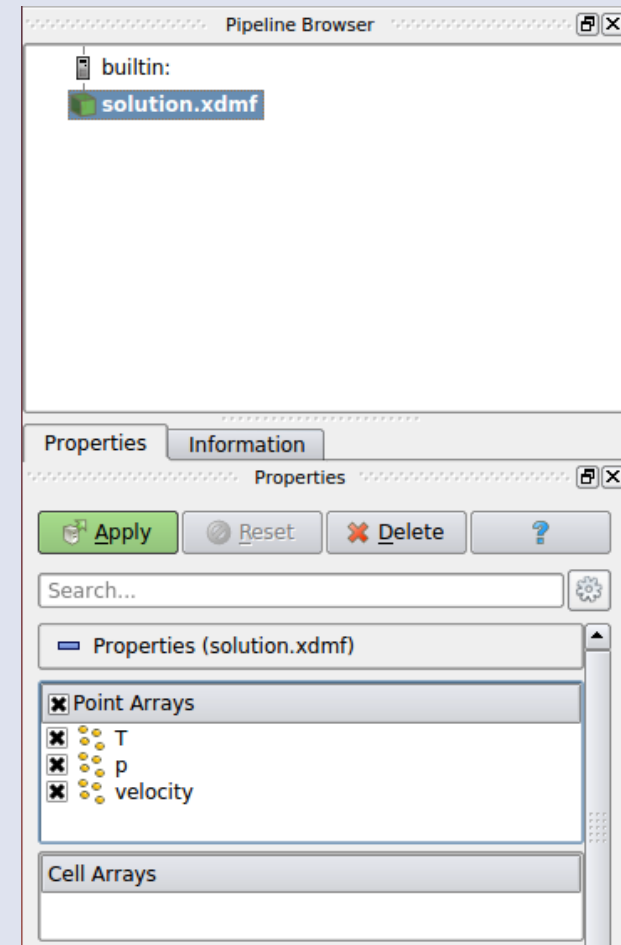 Pipeline Browser
builtin:
solution.xdmf
Properties Information
Properties
Apply Reset Delete ?
Search...
Properties (solution.xdmf)
Point Arrays
T
p
velocity
Cell Arrays